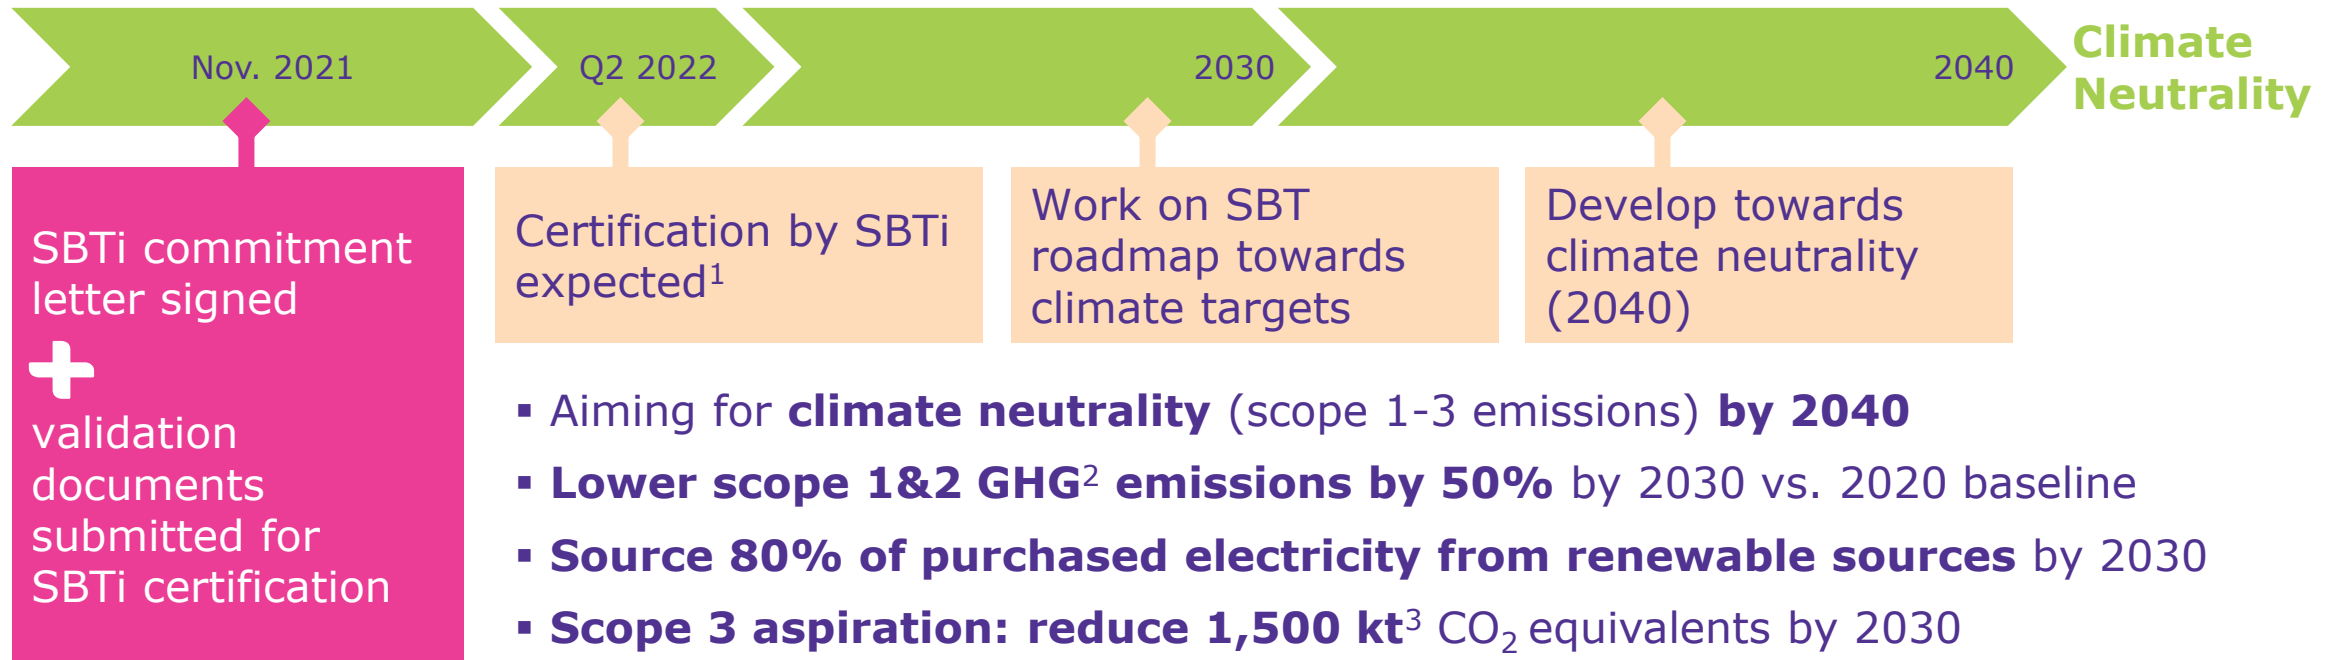 Nov. 2021
Q2 2022
2030
2040
Climate
Neutrality
SBTi commitment
letter signed
validation
documents
submitted for
SBTi certification
Certification by SBTi
expected¹
Work on SBT
roadmap towards
climate targets
Develop towards
climate neutrality
(2040)
▪ Aiming for climate neutrality (scope 1-3 emissions) by 2040
▪ Lower scope 1&2 GHG² emissions by 50% by 2030 vs. 2020 baseline
▪ Source 80% of purchased electricity from renewable sources by 2030
▪ Scope 3 aspiration: reduce 1,500 kt³ CO₂ equivalents by 2030